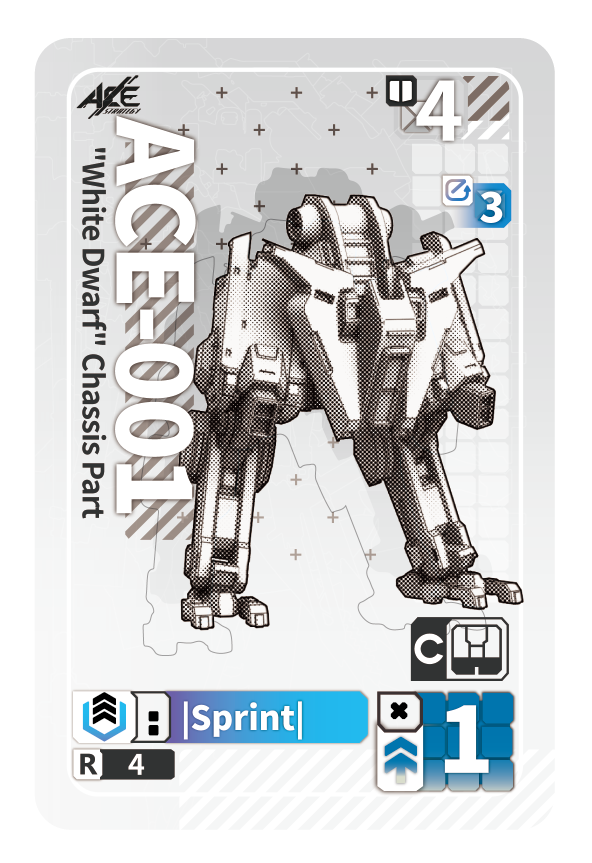 ACE
STRATEGY
4
3
ACE-001
"White Dwarf" Chassis Part
C
|Sprint|
1
R 4